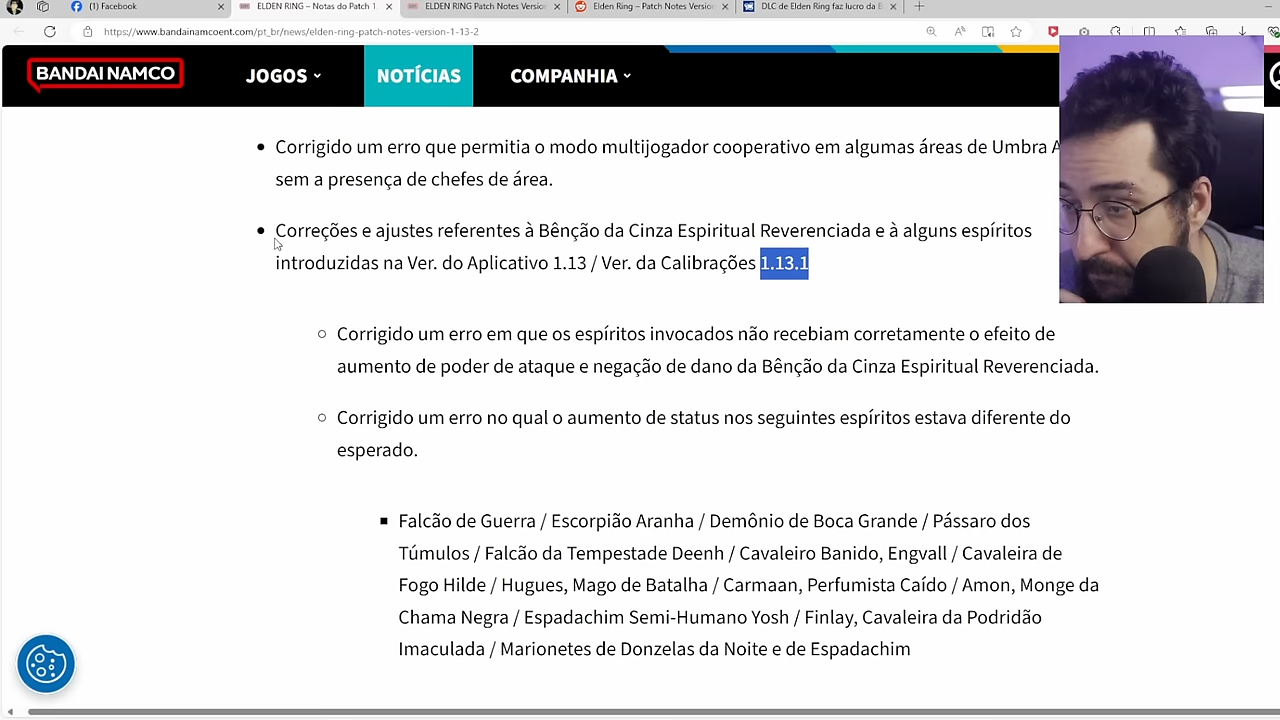 (1) Facebook
ELDEN RING – Notas do Patch 1
ELDEN RING Patch Notes Version
Elden Ring – Patch Notes Version
DLC de Elden Ring faz lucro da B
https://www.bandainamcoent.com/pt_br/news/elden-ring-patch-notes-version-1-13-2
BANDAI NAMCO
JOGOS
NOTÍCIAS
COMPANHIA
Corrigido um erro que permitia o modo multijogador cooperativo em algumas áreas de Umbra A
sem a presença de chefes de área.
Correções e ajustes referentes à Bênção da Cinza Espiritual Reverenciada e à alguns espíritos
introduzidas na Ver. do Aplicativo 1.13 / Ver. da Calibrações 1.13.1
Corrigido um erro em que os espíritos invocados não recebiam corretamente o efeito de
aumento de poder de ataque e negação de dano da Bênção da Cinza Espiritual Reverenciada.
Corrigido um erro no qual o aumento de status nos seguintes espíritos estava diferente do
esperado.
Falcão de Guerra / Escorpião Aranha / Demônio de Boca Grande / Pássaro dos
Túmulos / Falcão da Tempestade Deenh / Cavaleiro Banido, Engvall / Cavaleira de
Fogo Hilde / Hugues, Mago de Batalha / Carmaan, Perfumista Caído / Amon, Monge da
Chama Negra / Espadachim Semi-Humano Yosh / Finlay, Cavaleira da Podridão
Imaculada / Marionetes de Donzelas da Noite e de Espadachim